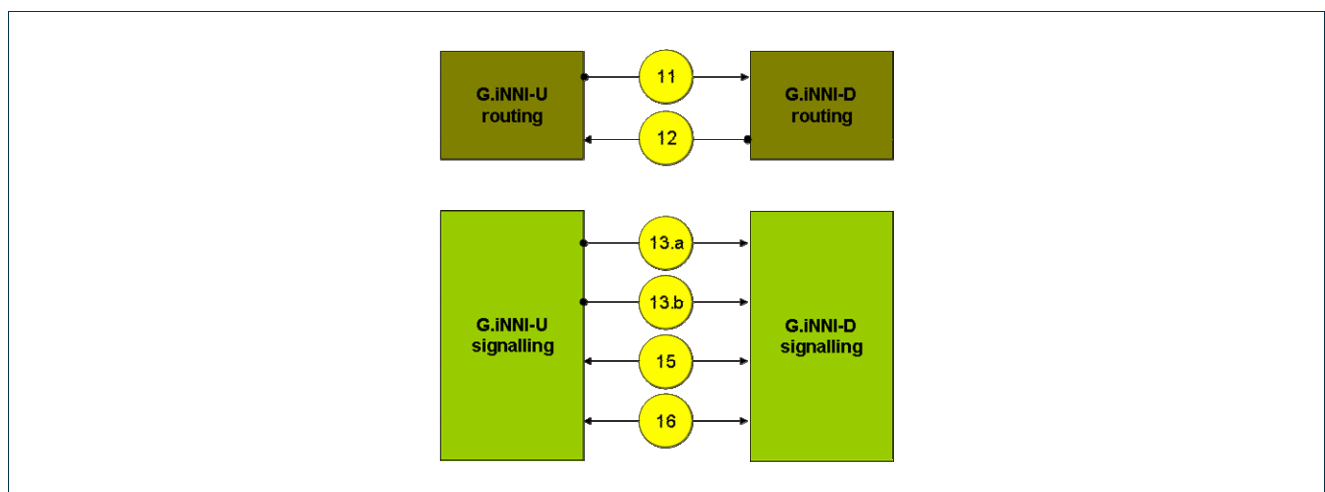 G.iNNI-U
routing
11
12
G.iNNI-D
routing
G.iNNI-U
signalling
13.a
13.b
15
16
G.iNNI-D
signalling